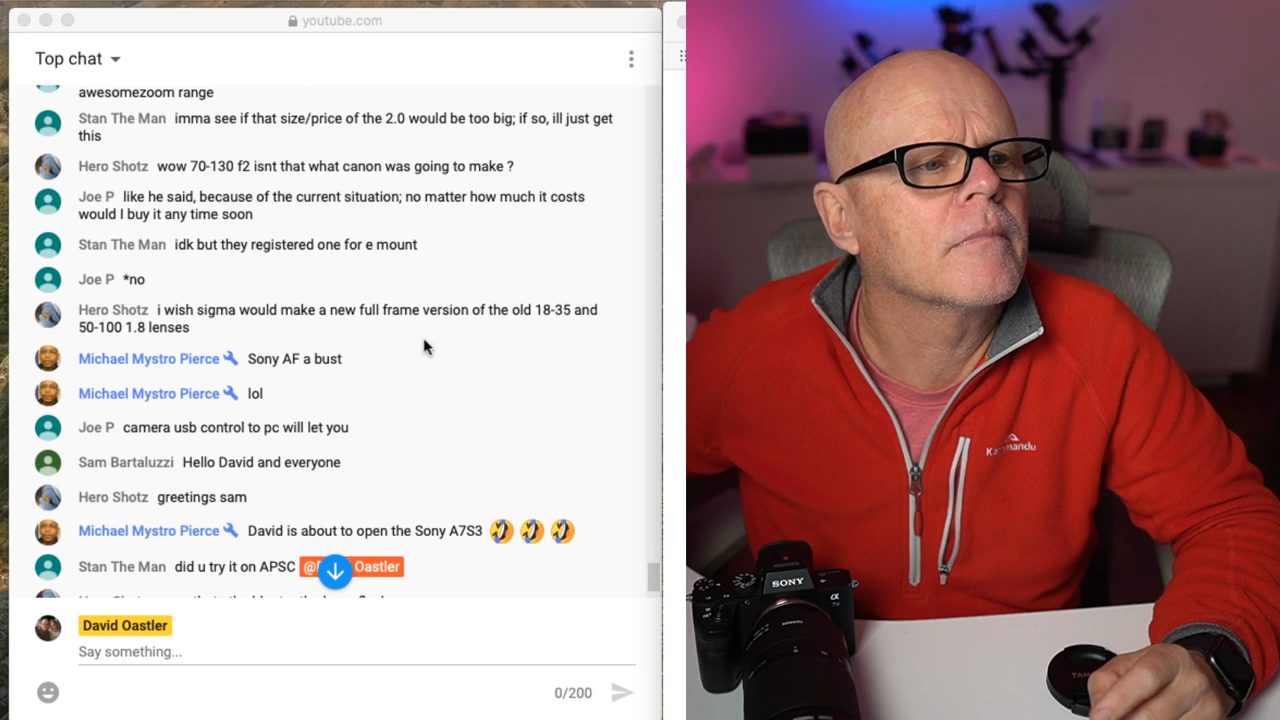 youtube.com
Top chat
awesomezoom range
Stan The Man imma see if that size/price of the 2.0 would be too big; if so, ill just get
this
Hero Shotz wow 70-130 f2 isnt that what canon was going to make ?
Joe P like he said, because of the current situation; no matter how much it costs
would I buy it any time soon
Stan The Man idk but they registered one for e mount
Joe P *no
Hero Shotz i wish sigma would make a new full frame version of the old 18-35 and
50-100 1.8 lenses
Michael Mystro Pierce Sony AF a bust
Michael Mystro Pierce lol
Joe P camera usb control to pc will let you
Sam Bartaluzzi Hello David and everyone
Hero Shotz greetings sam
Michael Mystro Pierce David is about to open the Sony A7S3 🤣 🤣 🤣
Stan The Man did u try it on APSC Oastler
David Oastler
Say something...
0/200
Kathmandu
SONY
α